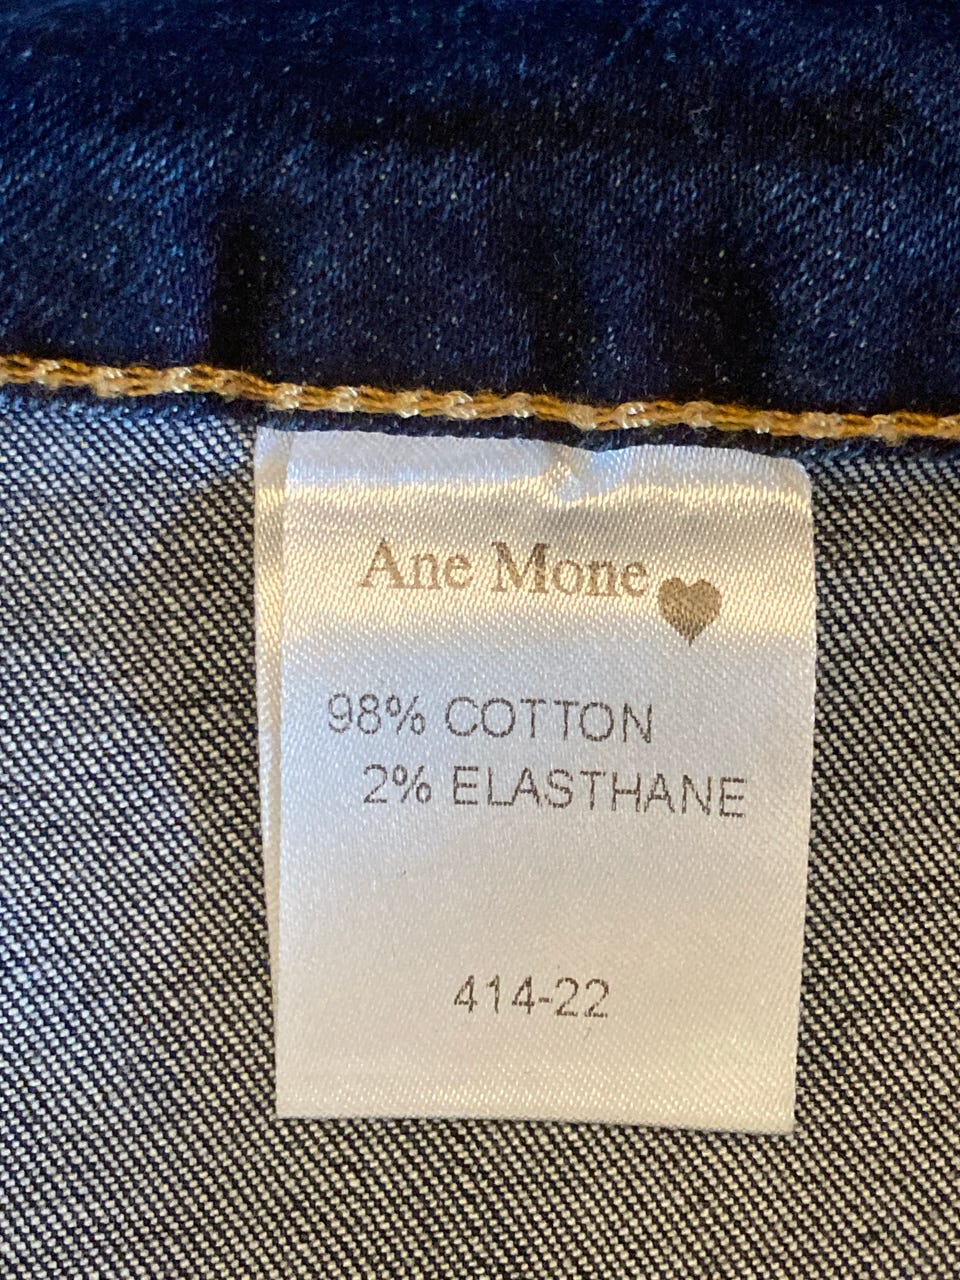 Ane Mone
98% COTTON
2% ELASTHANE
414-22